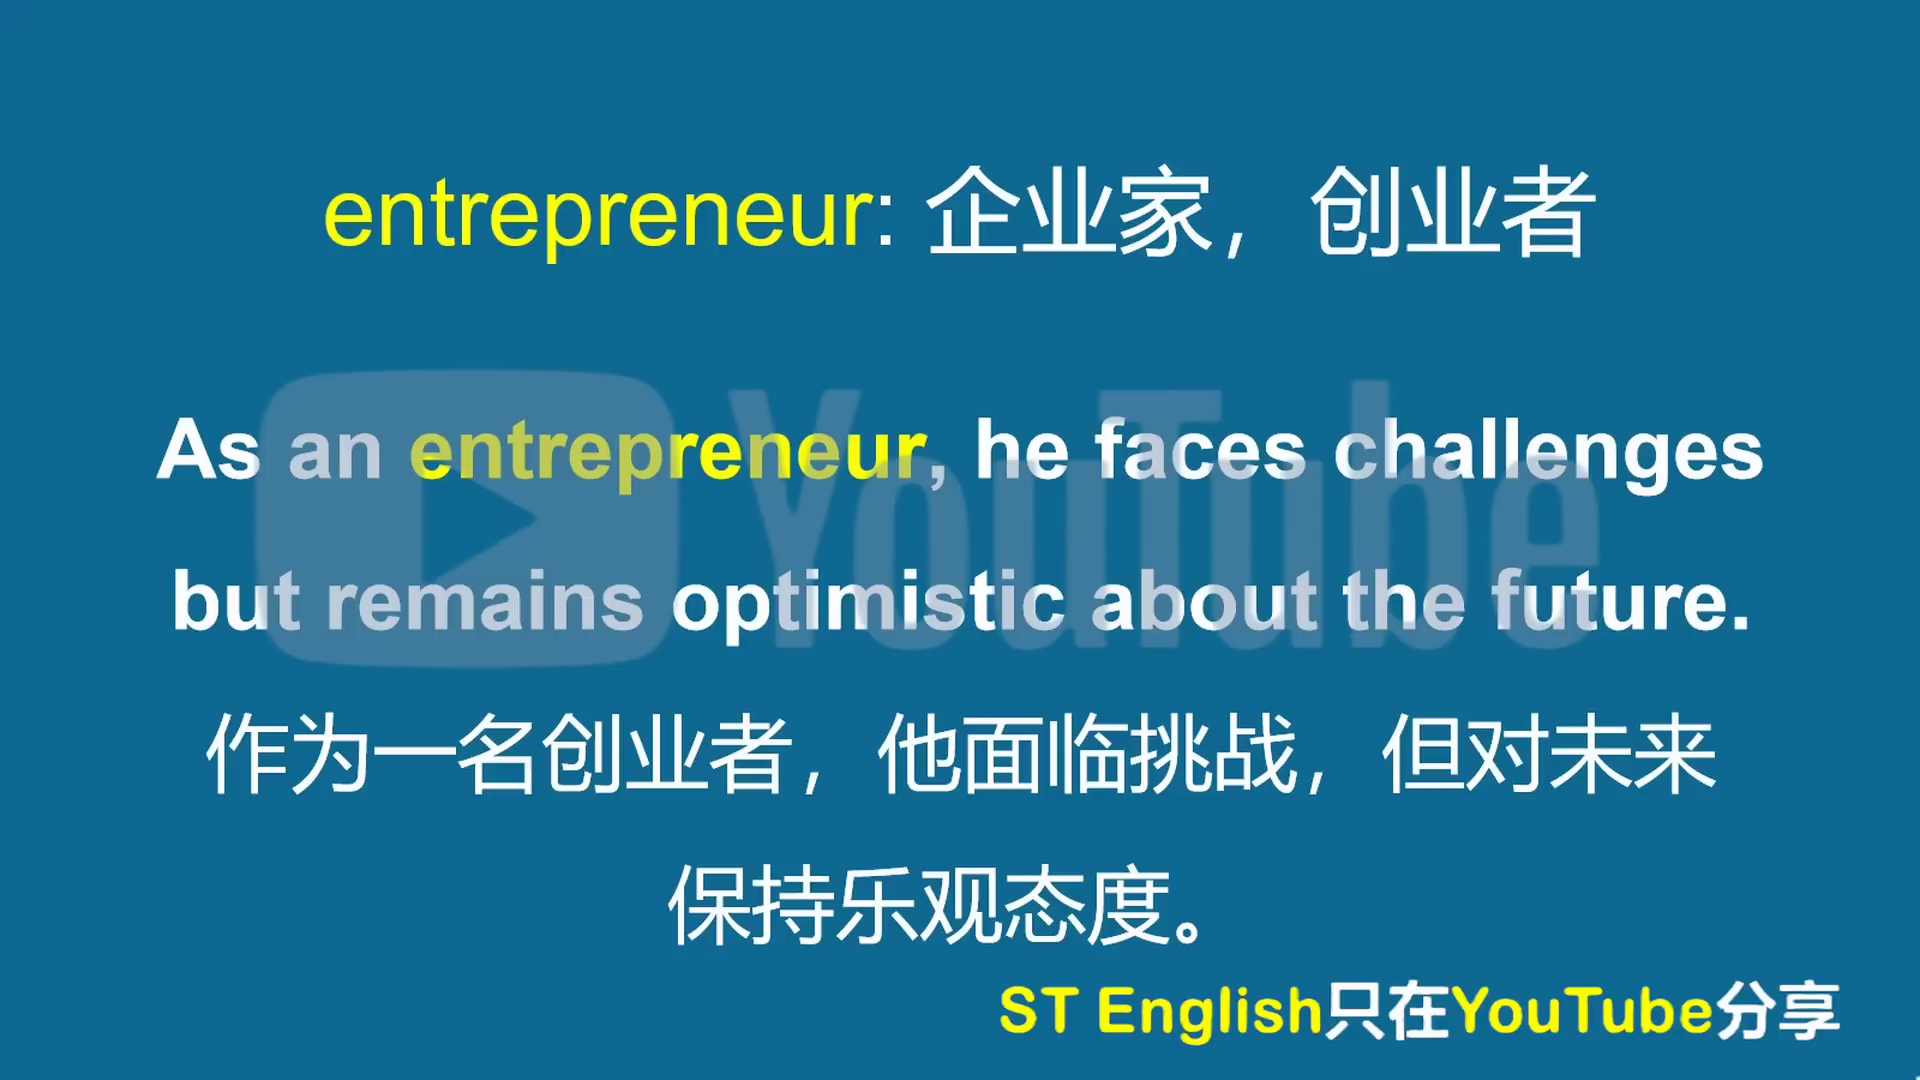 entrepreneur: 企业家，创业者
As an entrepreneur, he faces challenges
but remains optimistic about the future.
YouTube
作为一名创业者，他面临挑战，但对未来
保持乐观态度。
ST English只在YouTube分享